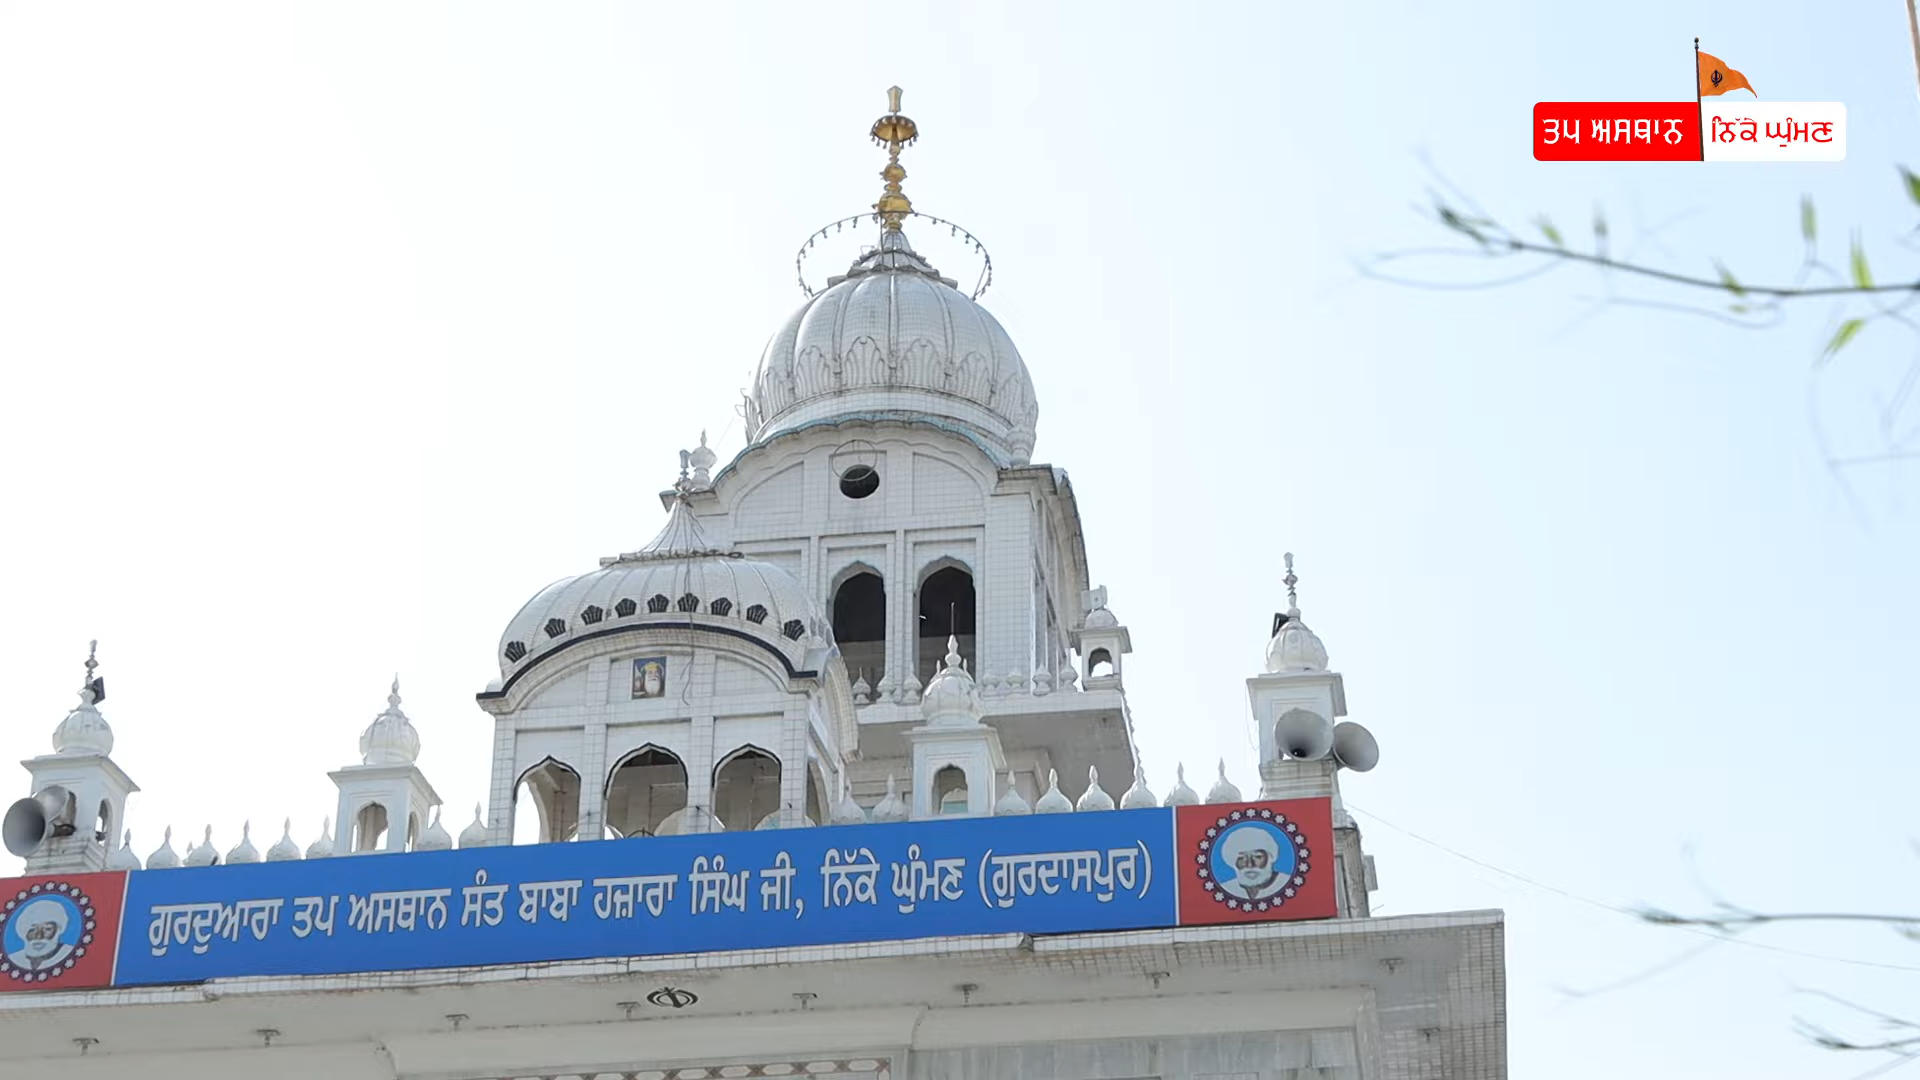 ਤਪ ਅਸਥਾਨ ਨਿੱਕੇ ਘੁੰਮਣ
ਗੁਰਦੁਆਰਾ ਤਪ ਅਸਥਾਨ ਸੰਤ ਬਾਬਾ ਹਜ਼ਾਰਾ ਸਿੰਘ ਜੀ, ਨਿੱਕੇ ਘੁੰਮਣ (ਗੁਰਦਾਸਪੁਰ)